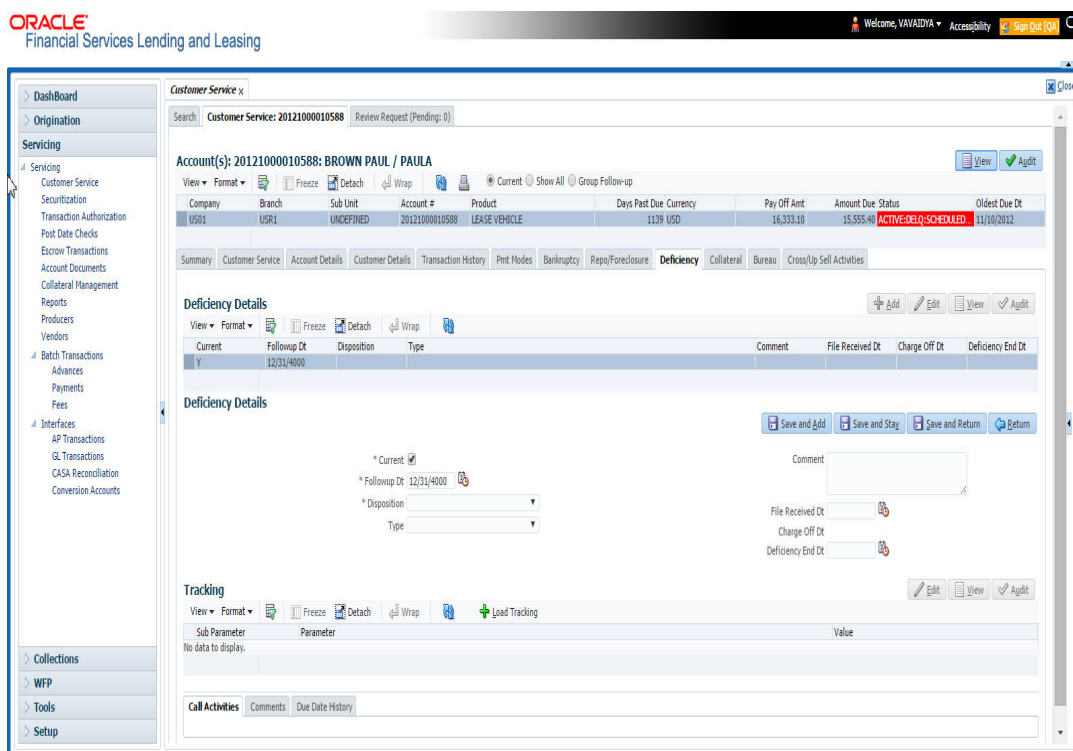 ORACLE
Financial Services Lending and Leasing
Welcome, VAVAIDYA Accessibility Sign Out [QA]
DashBoard
Origination
Servicing
Servicing
Customer Service
Securitization
Transaction Authorization
Post Date Checks
Escrow Transactions
Account Documents
Collateral Management
Reports
Producers
Vendors
Batch Transactions
Advances
Payments
Fees
Interfaces
AP Transactions
GL Transactions
CASA Reconciliation
Conversion Accounts
Collections
WFP
Tools
Setup
Customer Service x
Close
Search Customer Service: 20121000010588 Review Request (Pending: 0)
Account(s): 20121000010588: BROWN PAUL / PAULA
View Audit
View Format Freeze Detach Wrap Current Show All Group Follow-up
Company Branch Sub Unit Account # Product Days Past Due Currency Pay Off Amt Amount Due Status Oldest Due Dt
US01 USR1 UNDEFINED 20121000010588 LEASE VEHICLE 1139 USD 16,333.10 15,555.40 ACTIVE:DELQ:SCHEDULED... 11/10/2012
Summary Customer Service Account Details Customer Details Transaction History Pmt Modes Bankruptcy Repo/Foreclosure Deficiency Collateral Bureau Cross/Up Sell Activities
Deficiency Details
Add Edit View Audit
View Format Freeze Detach Wrap
Current Followup Dt Disposition Type Comment File Received Dt Charge Off Dt Deficiency End Dt
Y 12/31/4000
Deficiency Details
Save and Add Save and Stay Save and Return Return
* Current
* Followup Dt 12/31/4000
* Disposition
Type
Comment
File Received Dt
Charge Off Dt
Deficiency End Dt
Tracking
Edit View Audit
View Format Freeze Detach Wrap Load Tracking
Sub Parameter Parameter Value
No data to display.
Call Activities Comments Due Date History